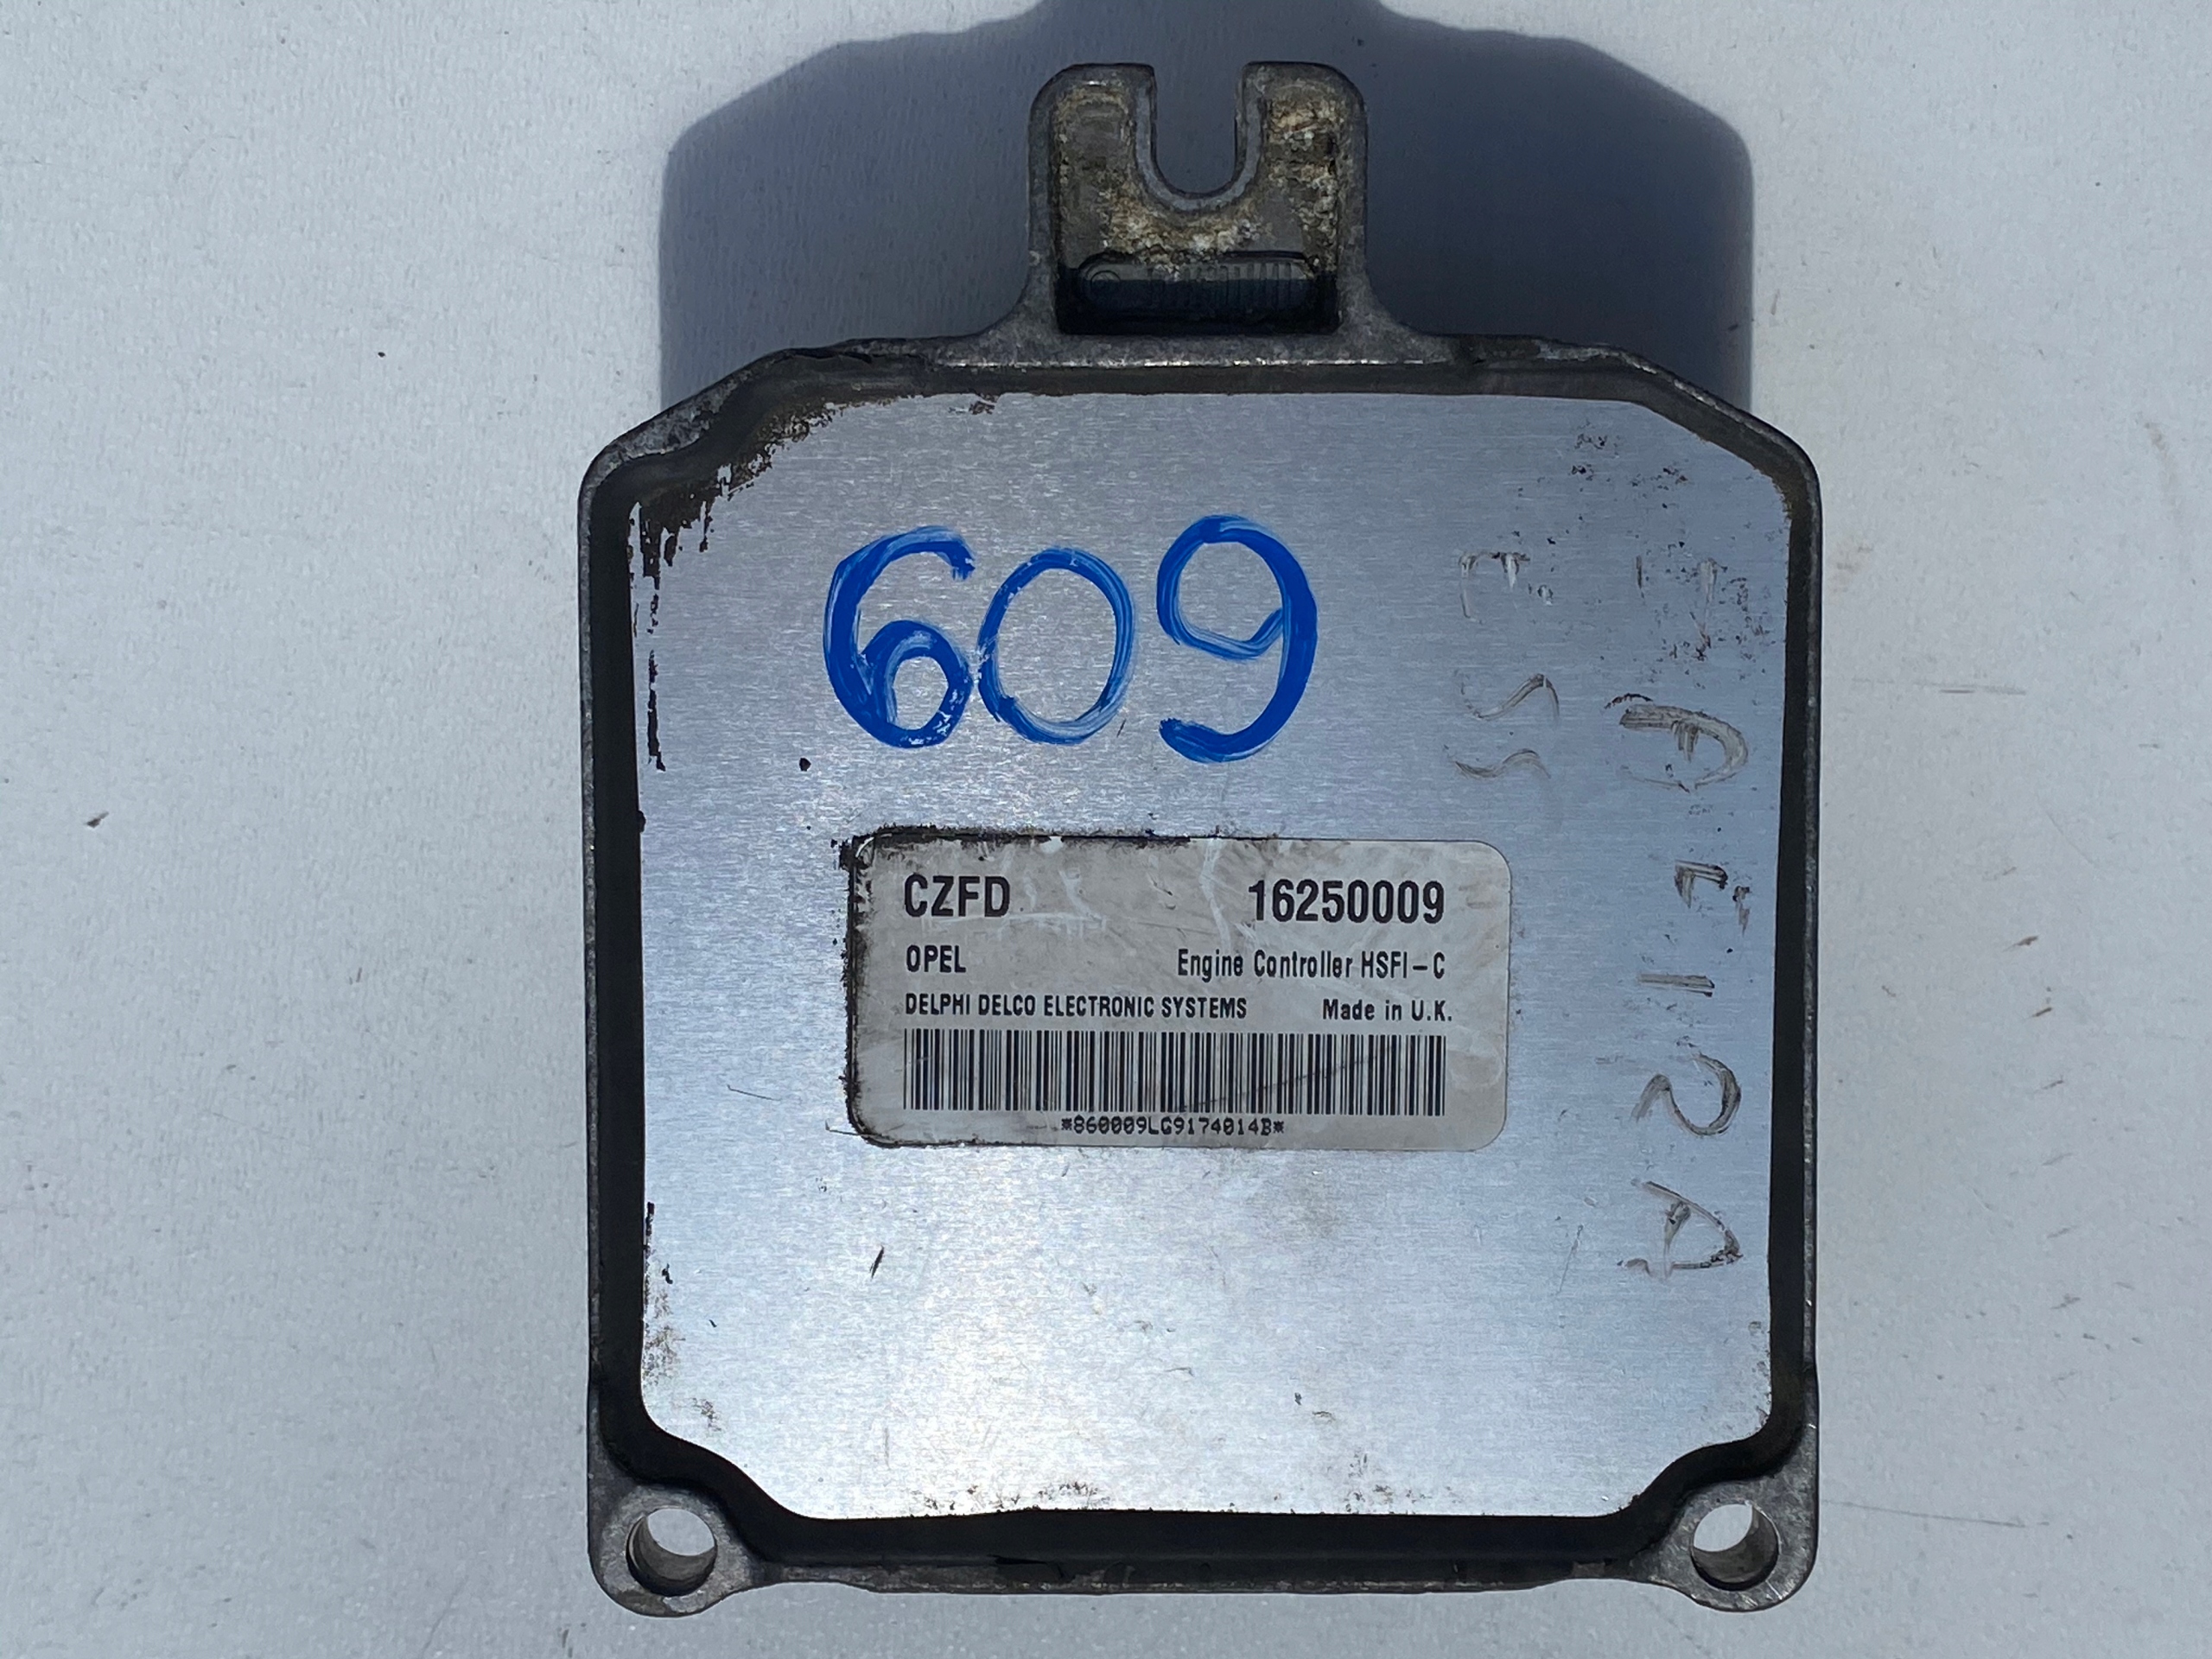 609
CZFD 16250009
OPEL Engine Controller HSFI-C
DELPHI DELCO ELECTRONIC SYSTEMS Made in U.K.
*860009LG9174014B*